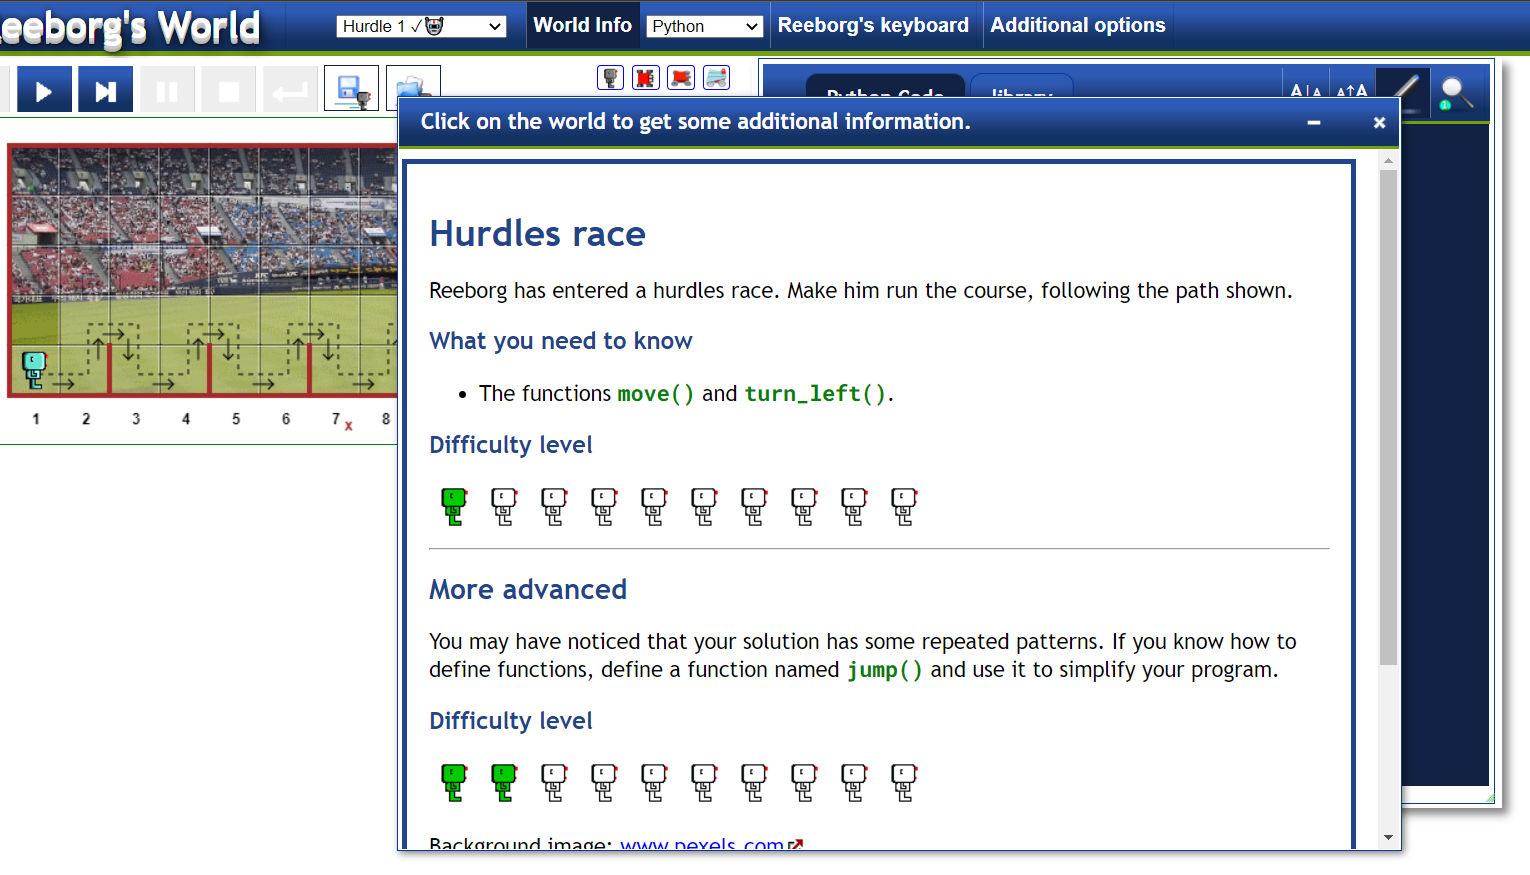 eeborg's World
Hurdle 1 ✓
World Info
Python
Reeborg's keyboard
Additional options
Python Code
library
A A
A A
Click on the world to get some additional information.
Hurdles race
Reeborg has entered a hurdles race. Make him run the course, following the path shown.
What you need to know
• The functions move() and turn_left().
Difficulty level
More advanced
You may have noticed that your solution has some repeated patterns. If you know how to
define functions, define a function named jump() and use it to simplify your program.
Difficulty level
Background image: www.pexels.com
1 2 3 4 5 6 7 x 8